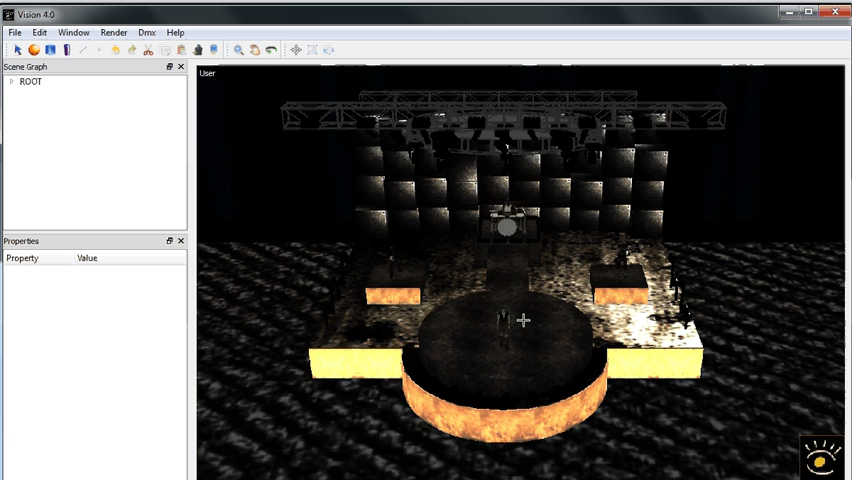 Vision 4.0
File Edit Window Render Dmx Help
Scene Graph
ROOT
User
Properties
Property Value